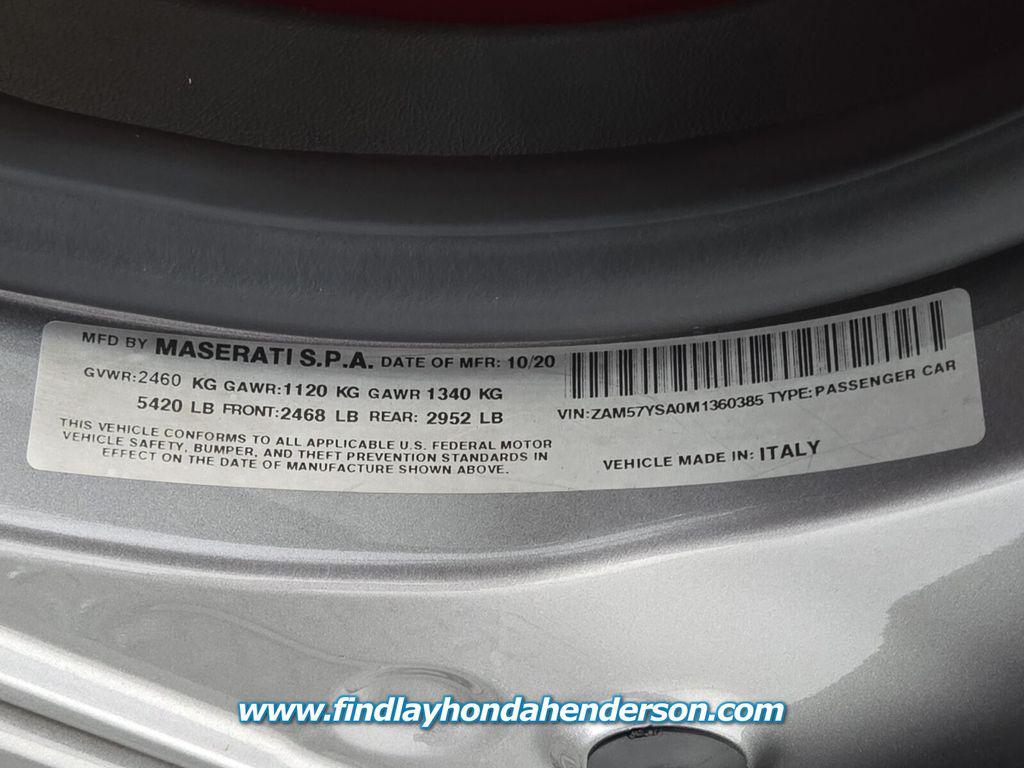 MFD BY MASERATI S.P.A. DATE OF MFR: 10/20
GVWR:2460 KG GAWR:1120 KG GAWR 1340 KG
5420 LB FRONT:2468 LB REAR: 2952 LB
THIS VEHICLE CONFORMS TO ALL APPLICABLE U.S. FEDERAL MOTOR
VEHICLE SAFETY, BUMPER, AND THEFT PREVENTION STANDARDS IN
EFFECT ON THE DATE OF MANUFACTURE SHOWN ABOVE.
VIN:ZAM57YSA0M1360385 TYPE:PASSENGER CAR
VEHICLE MADE IN: ITALY
www.findlayhondahenderson.com